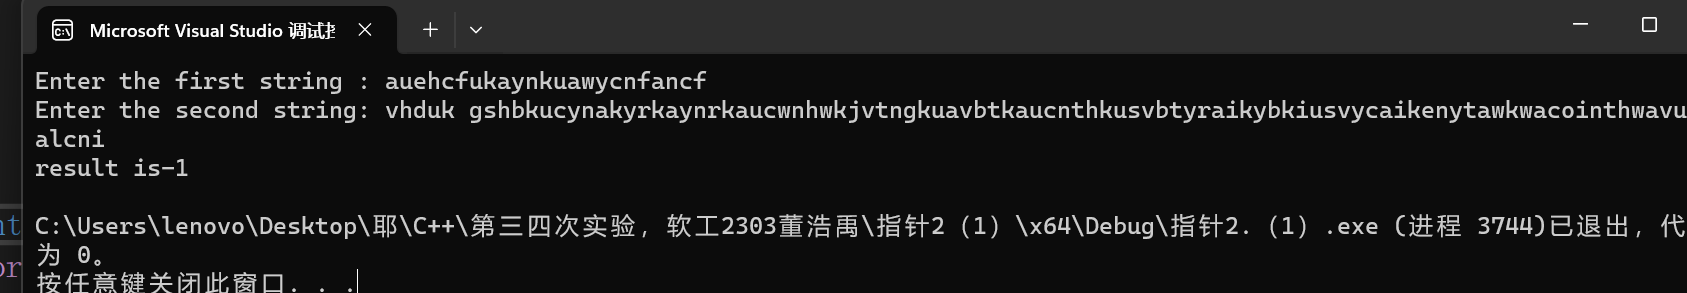 Microsoft Visual Studio 调试
Enter the first string : auehcfukaynkuawycnfancf
Enter the second string: vhduk gshbkucynakyrkaynrkaucwnhwkjvtngkuavbtkaucnthkusvbtyraikybkiusvycaikenytawkwacointhwavu
alcni
result is-1
C:\Users\lenovo\Desktop\耶\C++\第三四次实验，软工2303董浩禹\指针2（1）\x64\Debug\指针2.（1）.exe (进程 3744)已退出，代
为 0。
按任意键关闭此窗口. . .
nt
or